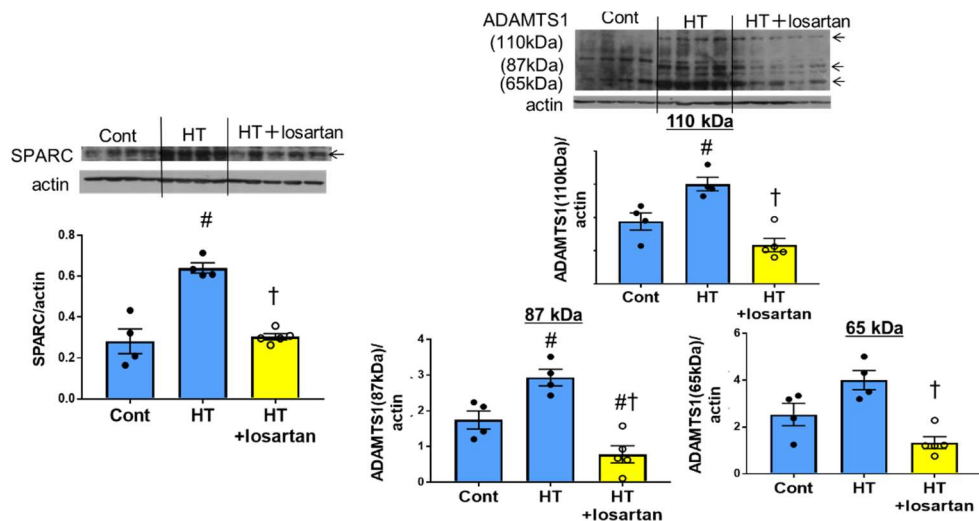 ADAMTS1
(110kDa)
(87kDa)
(65kDa)
actin
Cont HT HT+losartan
Cont HT HT+losartan
SPARC
actin
SPARC/actin
0.8
0.6
0.4
0.2
0.0
#
†
Cont HT HT
+losartan
110 kDa
ADAMTS1(110kDa)/
actin
#
†
Cont HT HT
+losartan
87 kDa
ADAMTS1(87kDa)/
actin
4
3
2
1
0
#
#†
Cont HT HT
+losartan
65 kDa
ADAMTS1(65kDa)/
actin
6
4
2
0
†
Cont HT HT
+losartan